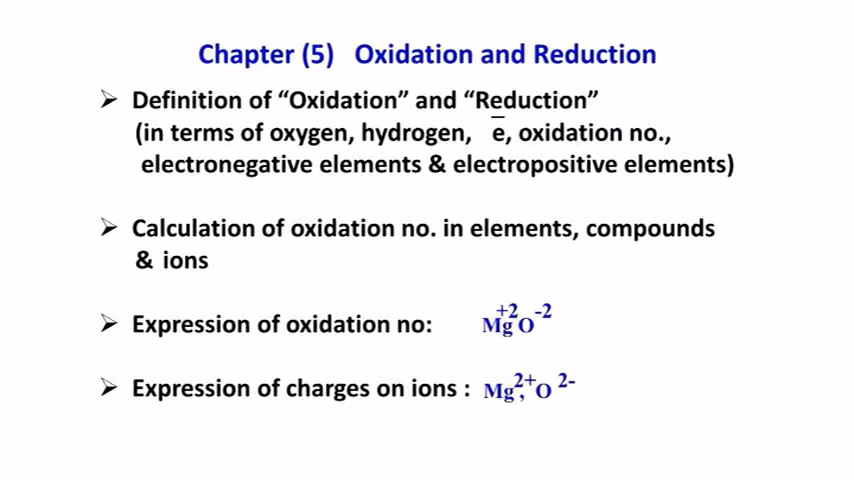 Chapter (5) Oxidation and Reduction
➢ Definition of “Oxidation” and “Reduction”
(in terms of oxygen, hydrogen, e̅, oxidation no.,
electronegative elements & electropositive elements)
➢ Calculation of oxidation no. in elements, compounds
& ions
➢ Expression of oxidation no: Mg⁺² O⁻²
➢ Expression of charges on ions : Mg²⁺, O ²⁻